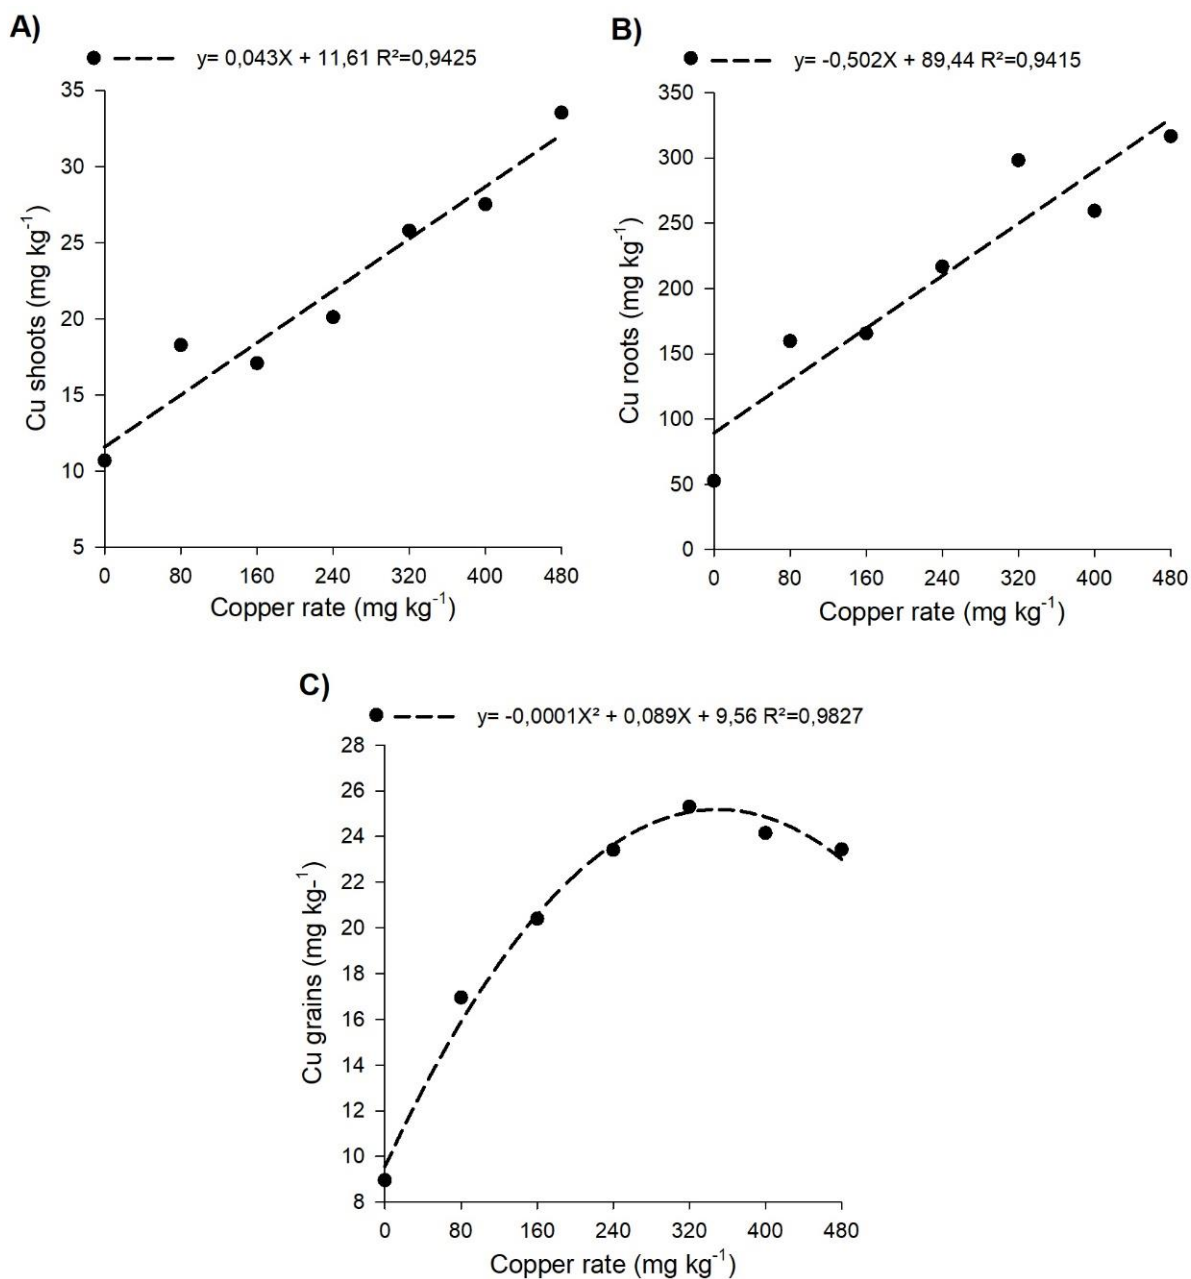 A)
y= 0,043X + 11,61 R²=0,9425
35
30
25
20
15
10
5
Cu shoots (mg kg⁻¹)
0 80 160 240 320 400 480
Copper rate (mg kg⁻¹)
B)
y= -0,502X + 89,44 R²=0,9415
350
300
250
200
150
100
50
0
Cu roots (mg kg⁻¹)
0 80 160 240 320 400 480
Copper rate (mg kg⁻¹)
C)
y= -0,0001X² + 0,089X + 9,56 R²=0,9827
28
26
24
22
20
18
16
14
12
10
8
Cu grains (mg kg-¹)
0 80 160 240 320 400 480
Copper rate (mg kg⁻¹)